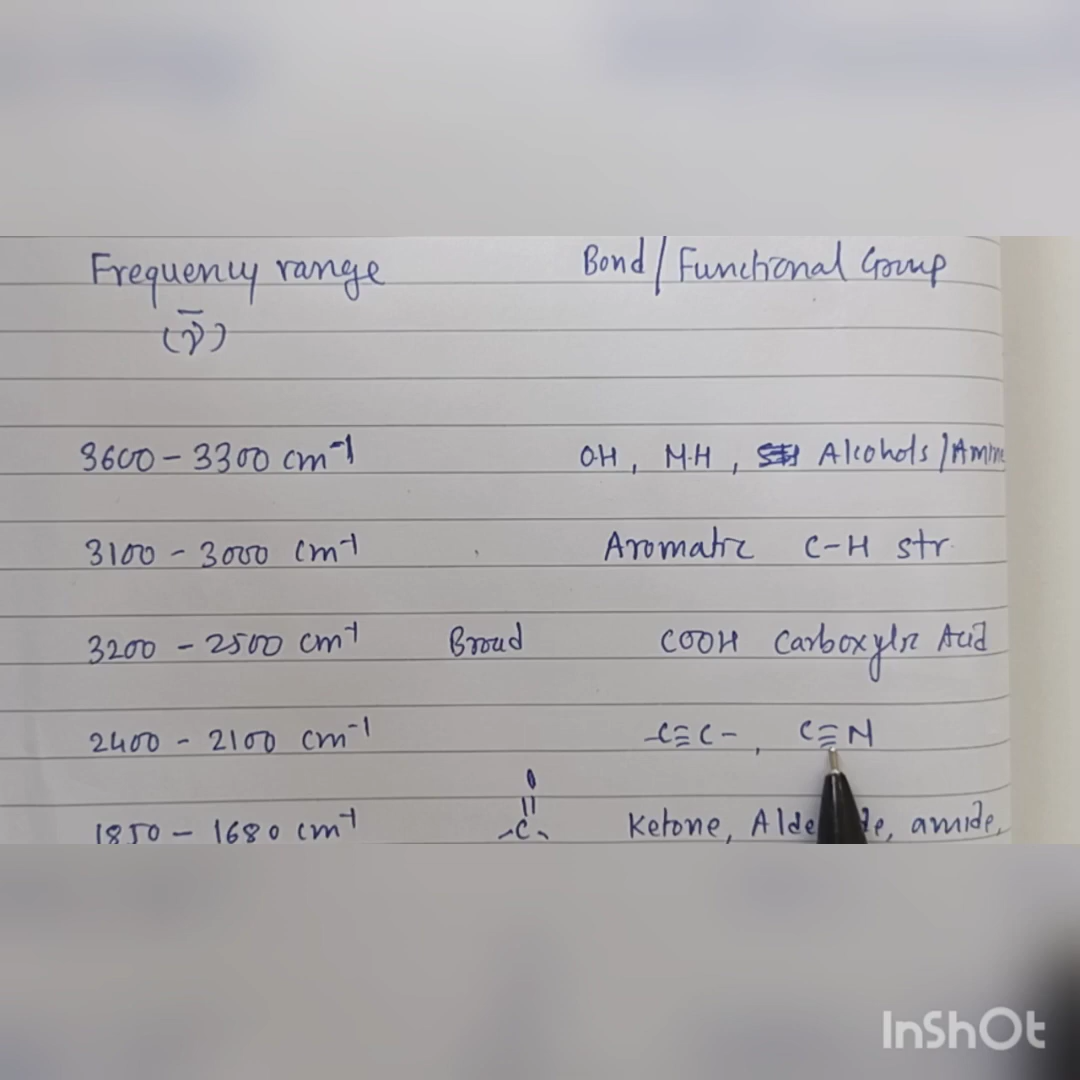 Frequency range Bond / Functional Group
(ν̄)
3600 - 3300 cm⁻¹ OH, N-H, Alcohols / Amine
3100 - 3000 cm⁻¹ Aromatic C-H str.
3200 - 2500 cm⁻¹ Broad COOH Carboxylic Acid
2400 - 2100 cm⁻¹ -C≡C-, C≡N
O
||
1850 - 1680 cm⁻¹ -C- Ketone, amide,
InShOt